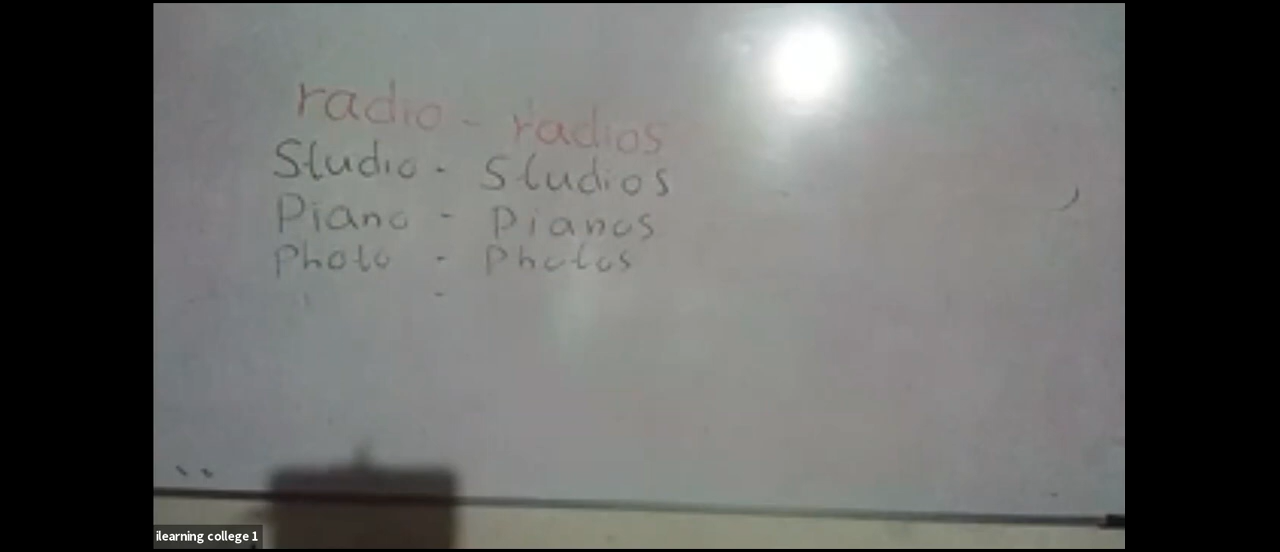 radio - radios
Studio - Studios
Piano - Pianos
Photo - Photos
-
ilearning college 1